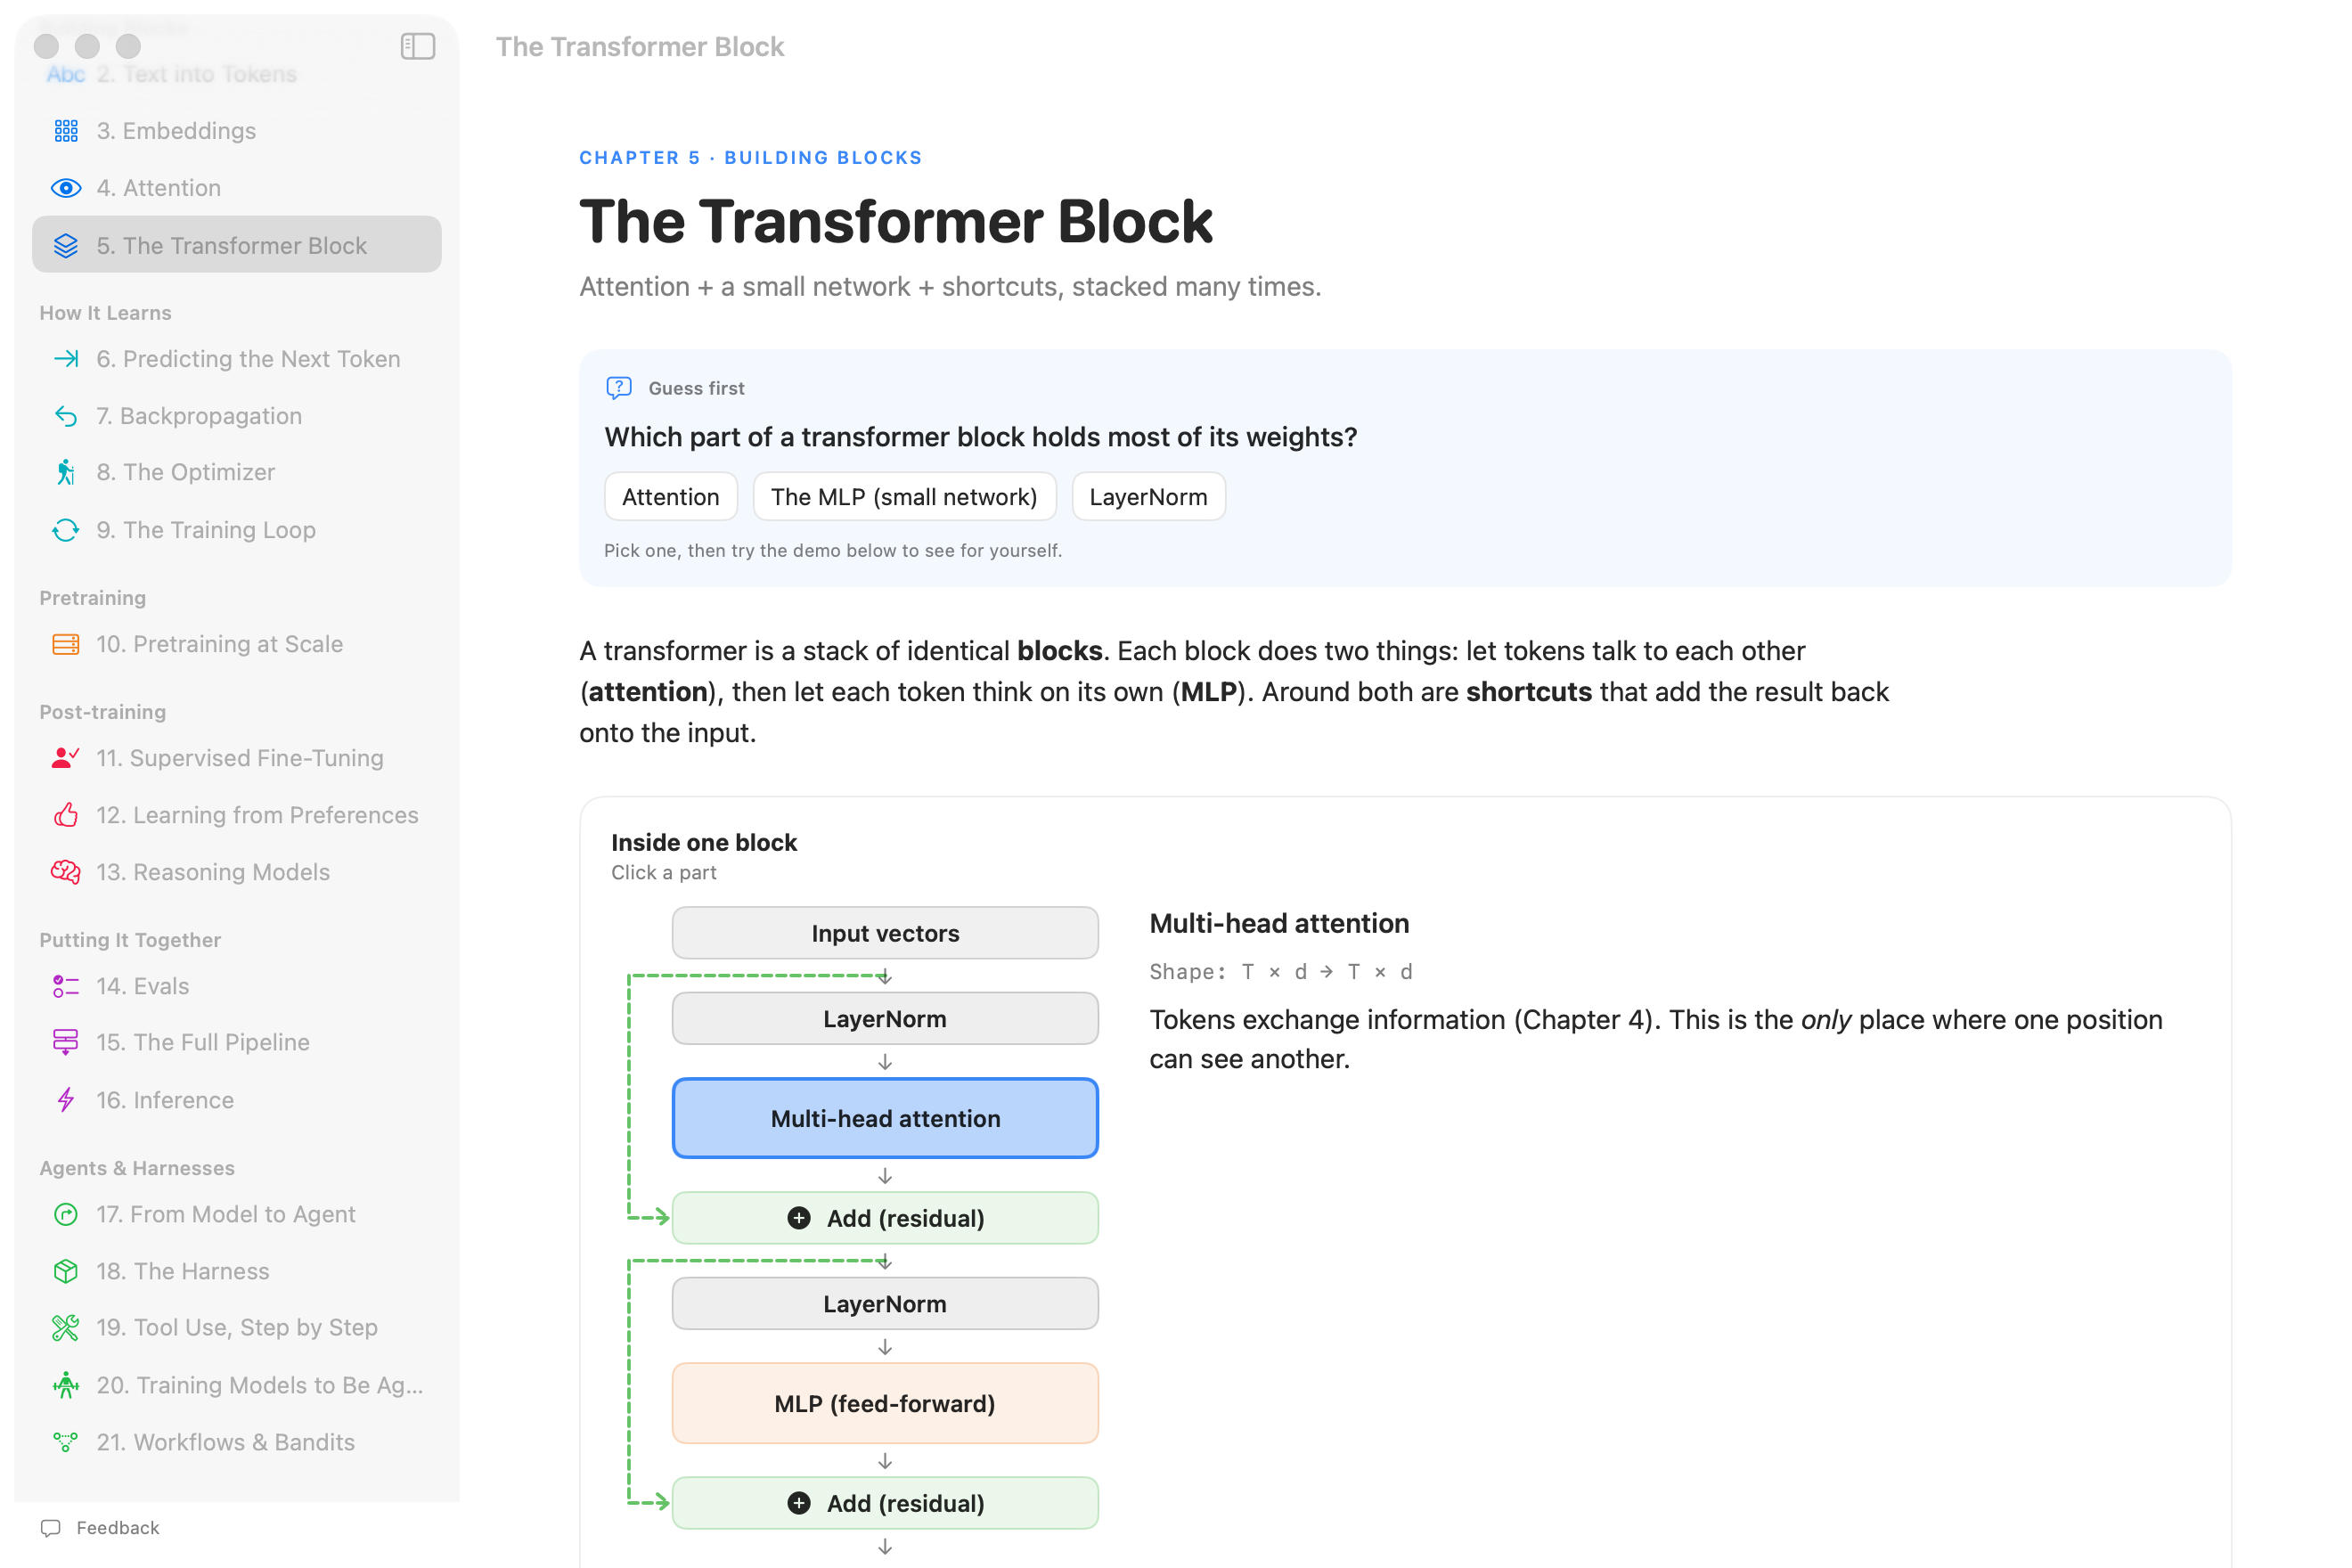 The Transformer Block
Abc 2. Text into Tokens
3. Embeddings
4. Attention
5. The Transformer Block
How It Learns
6. Predicting the Next Token
7. Backpropagation
8. The Optimizer
9. The Training Loop
Pretraining
10. Pretraining at Scale
Post-training
11. Supervised Fine-Tuning
12. Learning from Preferences
13. Reasoning Models
Putting It Together
14. Evals
15. The Full Pipeline
16. Inference
Agents & Harnesses
17. From Model to Agent
18. The Harness
19. Tool Use, Step by Step
20. Training Models to Be Ag...
21. Workflows & Bandits
Feedback
CHAPTER 5 · BUILDING BLOCKS
The Transformer Block
Attention + a small network + shortcuts, stacked many times.
Guess first
Which part of a transformer block holds most of its weights?
Attention
The MLP (small network)
LayerNorm
Pick one, then try the demo below to see for yourself.
A transformer is a stack of identical blocks. Each block does two things: let tokens talk to each other
(attention), then let each token think on its own (MLP). Around both are shortcuts that add the result back
onto the input.
Inside one block
Click a part
Input vectors
LayerNorm
Multi-head attention
Add (residual)
LayerNorm
MLP (feed-forward)
Add (residual)
Multi-head attention
Shape: T × d → T × d
Tokens exchange information (Chapter 4). This is the only place where one position
can see another.